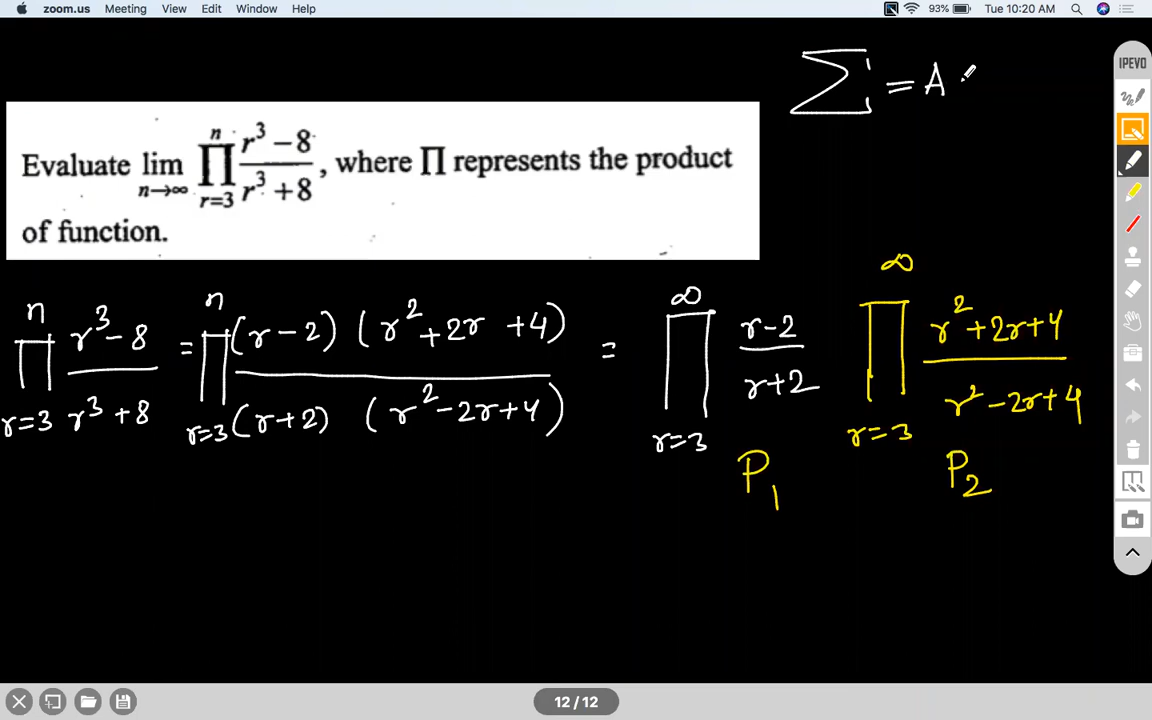 zoom.us Meeting View Edit Window Help 93% Tue 10:20 AM
∑ = A
IPEVO
Evaluate lim n→∞ ∏ r=3 n r³ − 8 / r³ + 8 , where ∏ represents the product
of function.
n ∏ r=3 r³ − 8 / r³ + 8 = n ∏ r=3 (r − 2) (r² + 2r + 4) / (r + 2) (r² − 2r + 4) = ∞ ∏ r=3 r − 2 / r + 2 ∞ ∏ r=3 r² + 2r + 4 / r² − 2r + 4
P₁ P₂
12 / 12